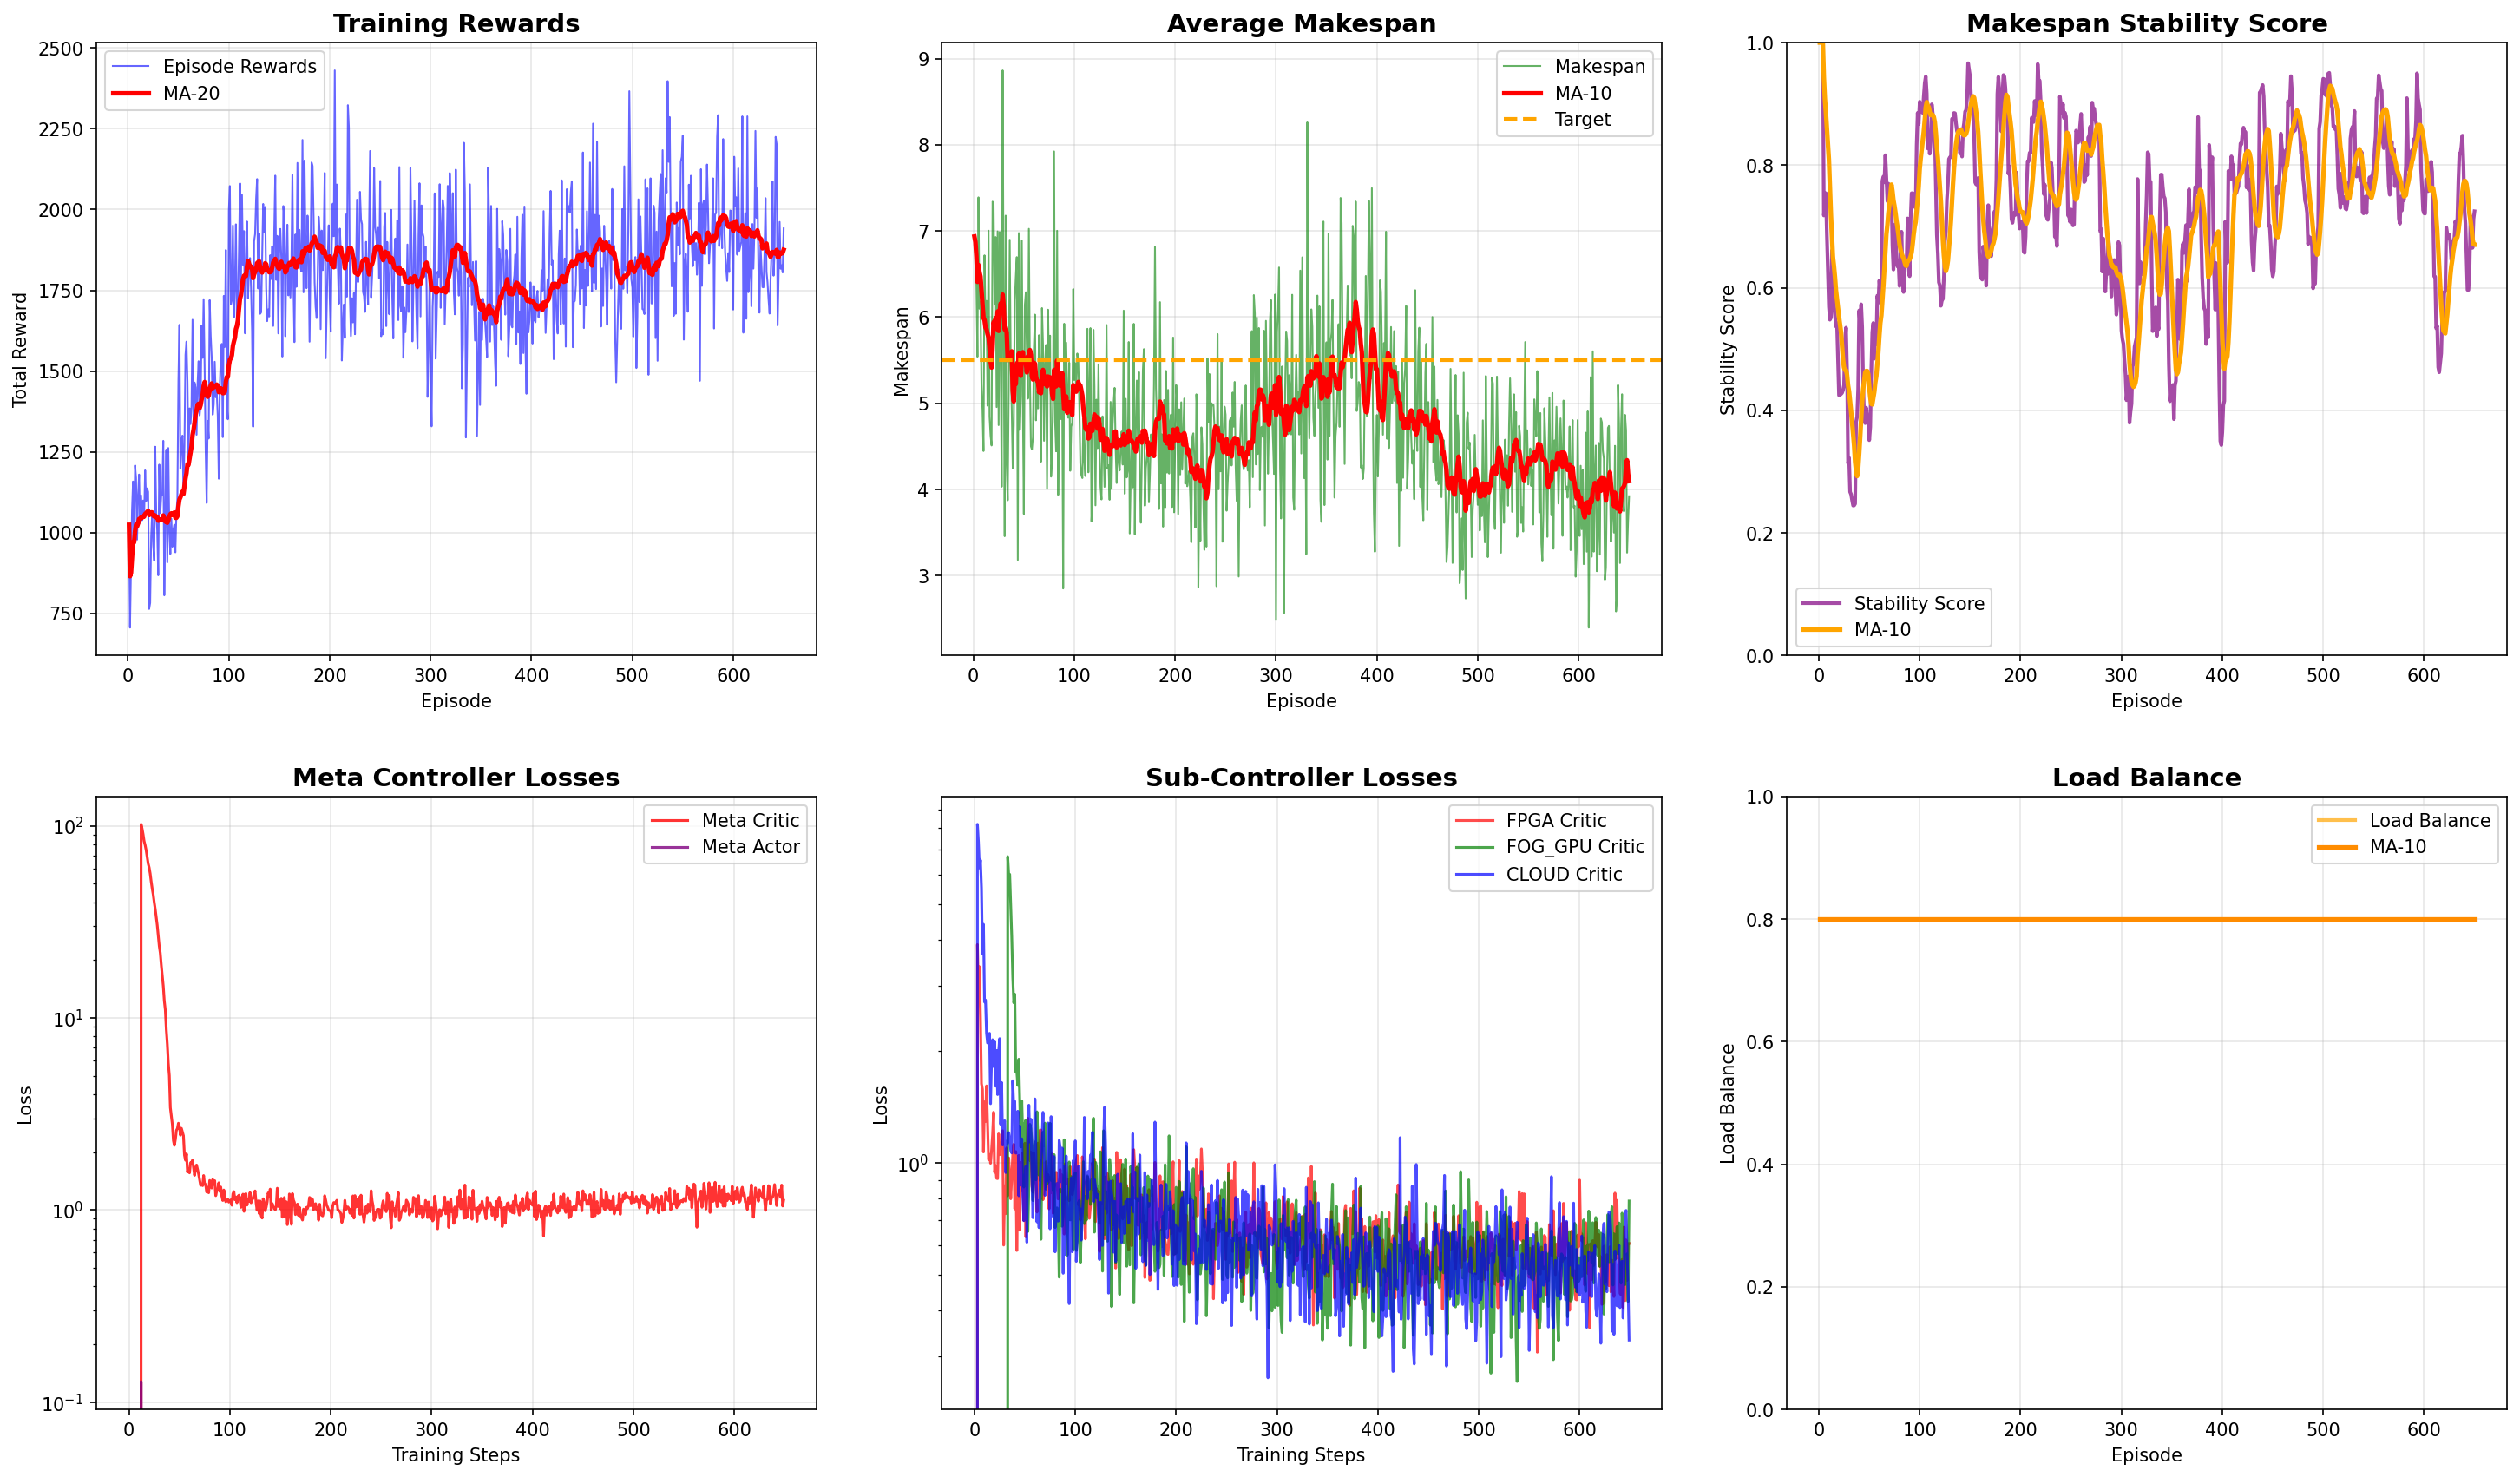 Training Rewards
Total Reward
2500
2250
2000
1750
1500
1250
1000
750
Episode Rewards
MA-20
0 100 200 300 400 500 600
Episode
Average Makespan
Makespan
9
8
7
6
5
4
3
Makespan
MA-10
Target
0 100 200 300 400 500 600
Episode
Makespan Stability Score
Stability Score
1.0
0.8
0.6
0.4
0.2
0.0
Stability Score
MA-10
0 100 200 300 400 500 600
Episode
Meta Controller Losses
Loss
10²
10¹
10⁰
10⁻¹
Meta Critic
Meta Actor
0 100 200 300 400 500 600
Training Steps
Sub-Controller Losses
Loss
10⁰
FPGA Critic
FOG_GPU Critic
CLOUD Critic
0 100 200 300 400 500 600
Training Steps
Load Balance
Load Balance
1.0
0.8
0.6
0.4
0.2
0.0
Load Balance
MA-10
0 100 200 300 400 500 600
Episode